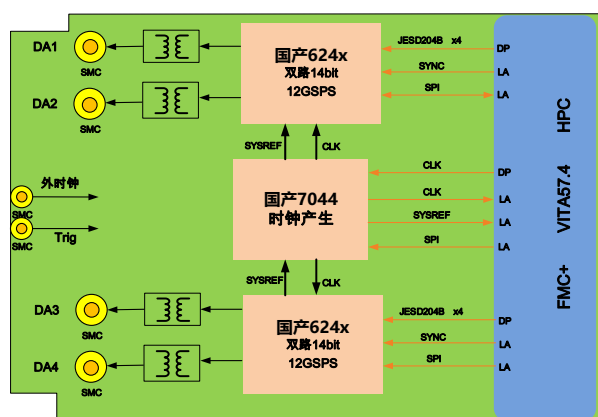 DA1
SMC
DA2
SMC
国产624x
双路14bit
12GSPS
JESD204B x4
DP
SYNC
LA
SPI
LA
SYSREF
CLK
外时钟
SMC
Trig
SMC
国产7044
时钟产生
CLK
DP
CLK
LA
SYSREF
LA
SPI
LA
SYSREF
CLK
DA3
SMC
DA4
SMC
国产624x
双路14bit
12GSPS
JESD204B x4
DP
SYNC
LA
SPI
LA
FMC+ VITA57.4 HPC